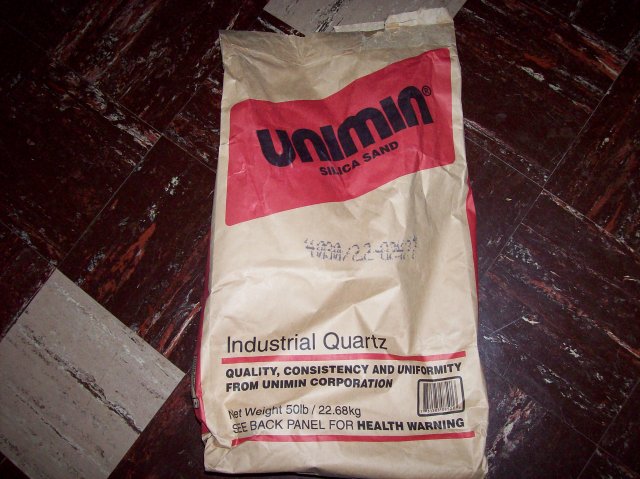 unimin®
SILICA SAND
Industrial Quartz
QUALITY, CONSISTENCY AND UNIFORMITY
FROM UNIMIN CORPORATION
Net Weight 50lb / 22.68kg
SEE BACK PANEL FOR HEALTH WARNING